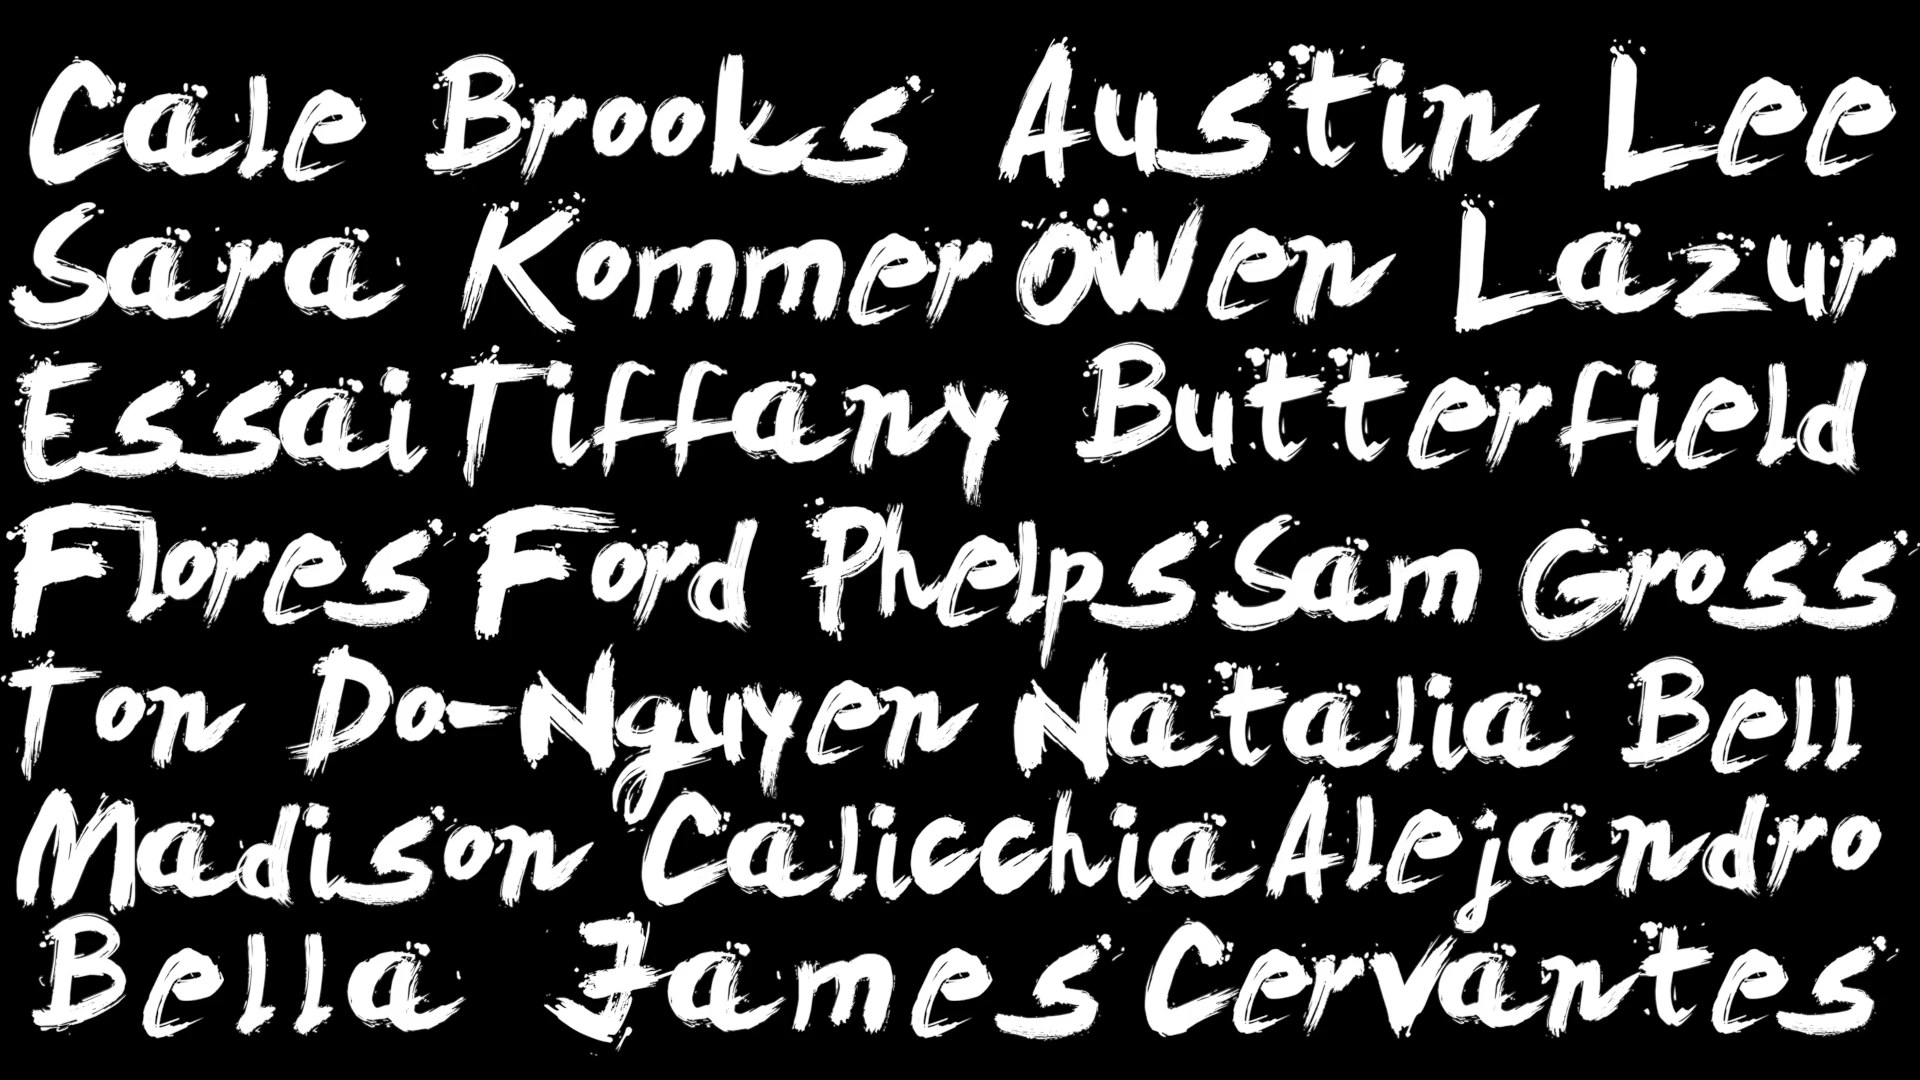 Cale Brooks Austin Lee
Sara Kommer Owen Lazur
Essai Tiffany Butterfield
Flores Ford Phelps Sam Gross
Ton Do-Nguyen Natalia Bell
Madison Calicchia Alejandro
Bella James Cervantes